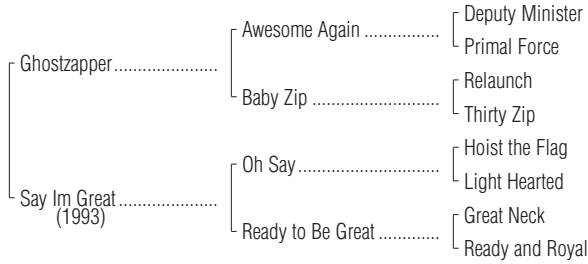 Deputy Minister
Awesome Again
Primal Force
Ghostzapper
Relaunch
Baby Zip
Thirty Zip
Hoist the Flag
Oh Say
Light Hearted
Say Im Great
(1993)
Great Neck
Ready to Be Great
Ready and Royal